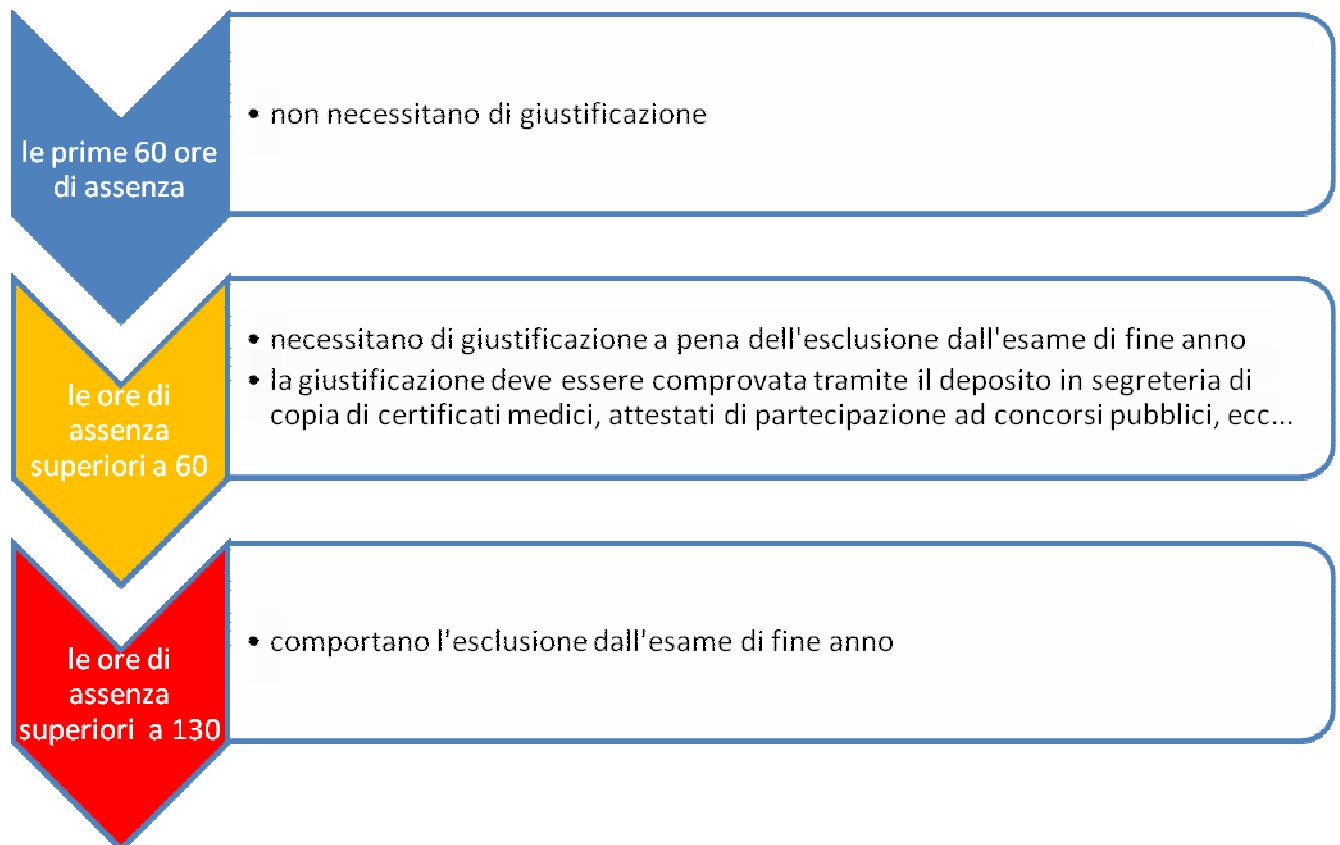 le prime 60 ore
di assenza
• non necessitano di giustificazione
le ore di
assenza
superiori a 60
• necessitano di giustificazione a pena dell'esclusione dall'esame di fine anno
• la giustificazione deve essere comprovata tramite il deposito in segreteria di
copia di certificati medici, attestati di partecipazione ad concorsi pubblici, ecc...
le ore di
assenza
superiori a 130
• comportano l'esclusione dall'esame di fine anno